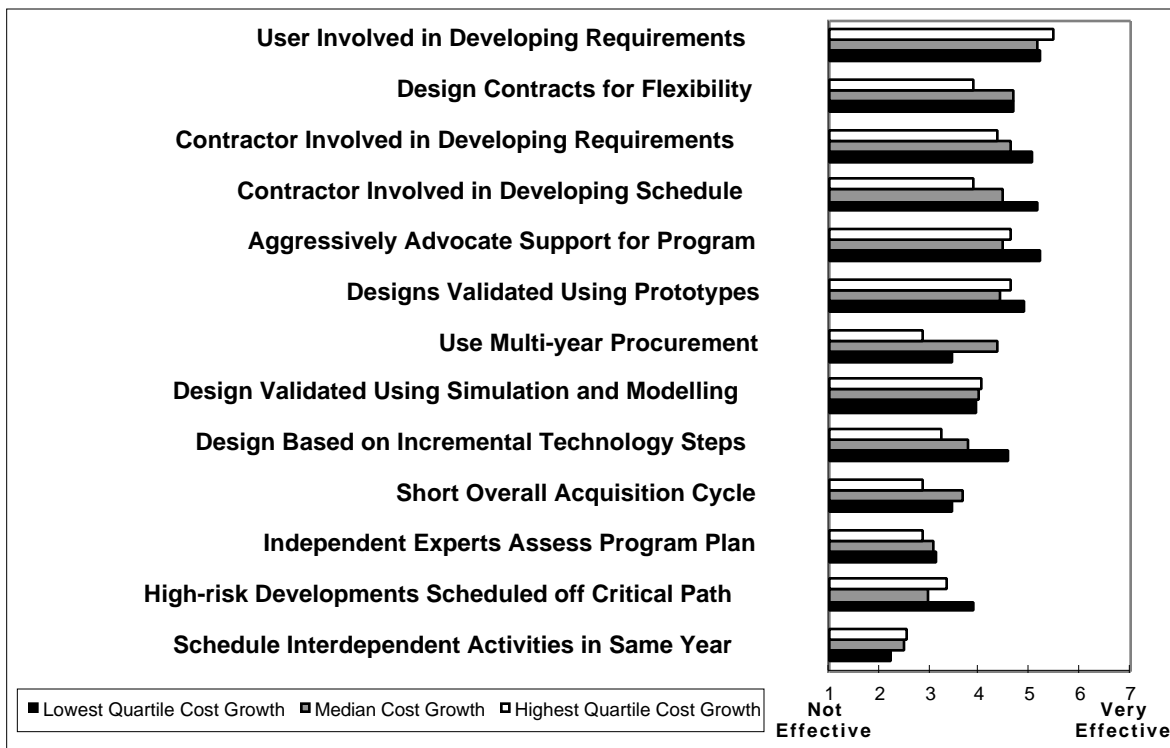 User Involved in Developing Requirements
Design Contracts for Flexibility
Contractor Involved in Developing Requirements
Contractor Involved in Developing Schedule
Aggressively Advocate Support for Program
Designs Validated Using Prototypes
Use Multi-year Procurement
Design Validated Using Simulation and Modelling
Design Based on Incremental Technology Steps
Short Overall Acquisition Cycle
Independent Experts Assess Program Plan
High-risk Developments Scheduled off Critical Path
Schedule Interdependent Activities in Same Year
1 2 3 4 5 6 7
Not Effective
Very Effective
Lowest Quartile Cost Growth Median Cost Growth Highest Quartile Cost Growth